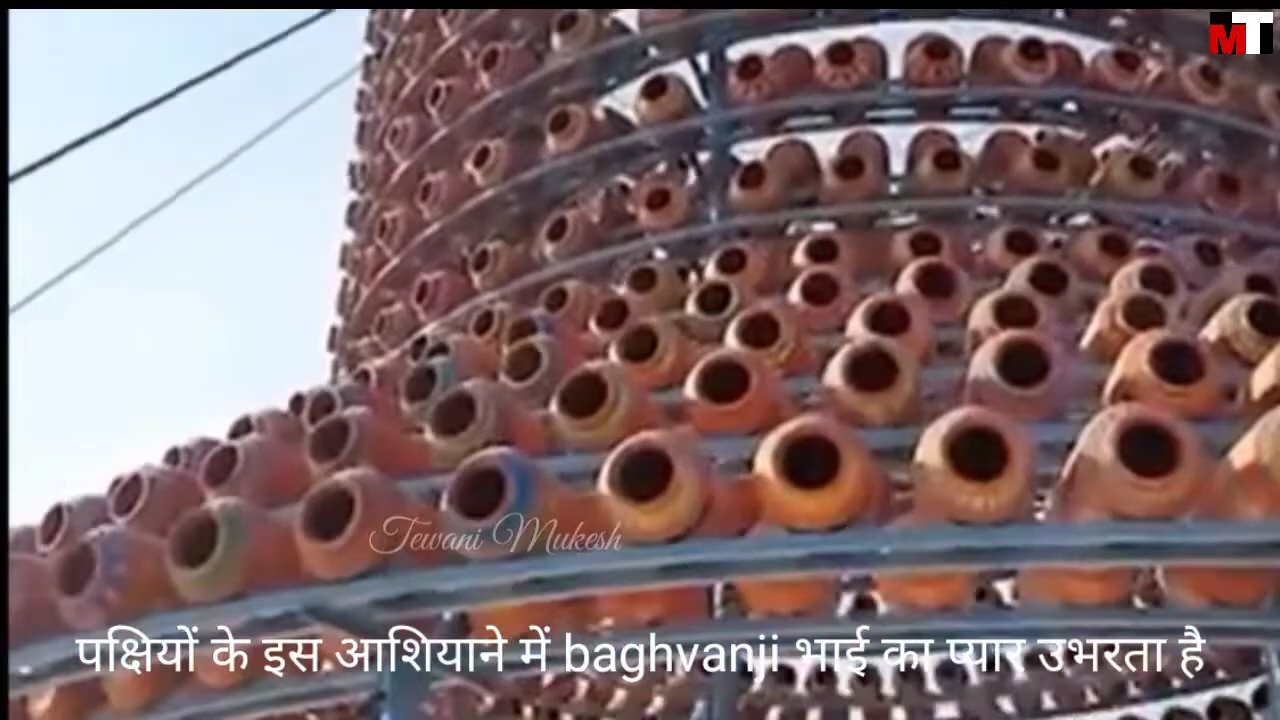 MT
Tewani Mukesh
पक्षियों के इस आशियाने में baghvanji भाई का प्यार उभरता है